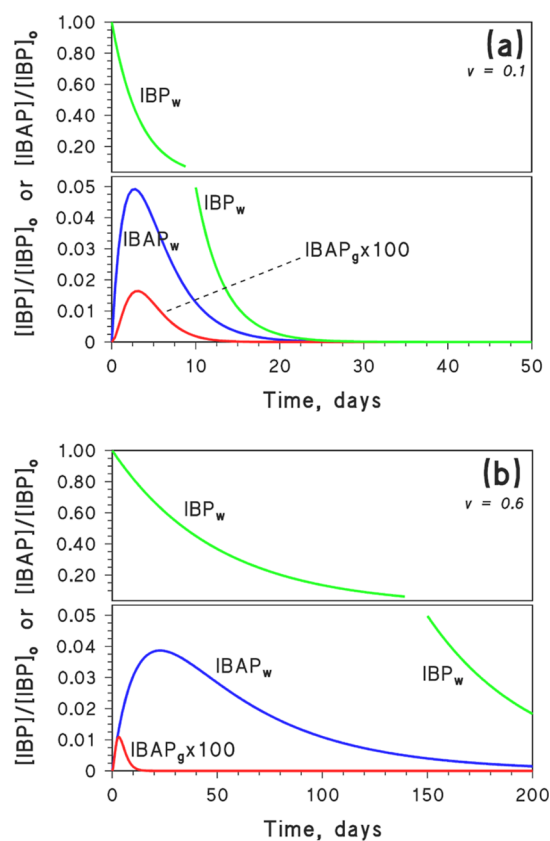 [IBP]/[IBP]o or [IBAP]/[IBP]o
1.00
0.80
0.60
0.40
0.20
(a)
v = 0.1
IBPw
0.05
0.04
0.03
0.02
0.01
0
IBPw
IBAPw
IBAPgx100
0 10 20 30 40 50
Time, days
[IBP]/[IBP]o or [IBAP]/[IBP]o
1.00
0.80
0.60
0.40
0.20
(b)
v = 0.6
IBPw
0.05
0.04
0.03
0.02
0.01
0
IBAPw
IBPw
IBAPgx100
0 50 100 150 200
Time, days